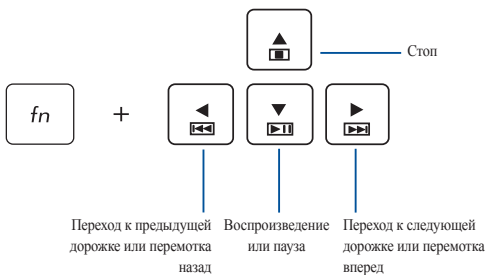 Стоп
fn +
Переход к предыдущей
дорожке или перемотка
назад
Воспроизведение
или пауза
Переход к следующей
дорожке или перемотка
вперед